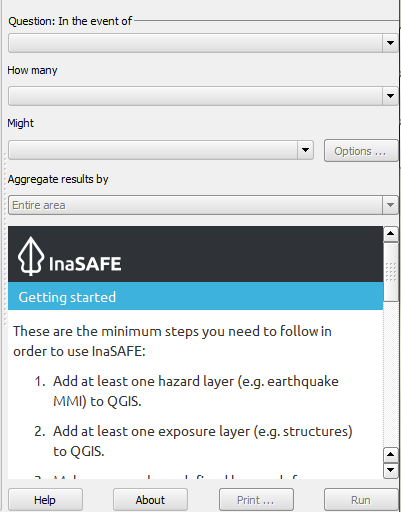 Question: In the event of
How many
Might
Options ...
Aggregate results by
Entire area
InaSAFE
Getting started
These are the minimum steps you need to follow in
order to use InaSAFE:
1. Add at least one hazard layer (e.g. earthquake
MMI) to QGIS.
2. Add at least one exposure layer (e.g. structures)
to QGIS.
Help
About
Print ...
Run